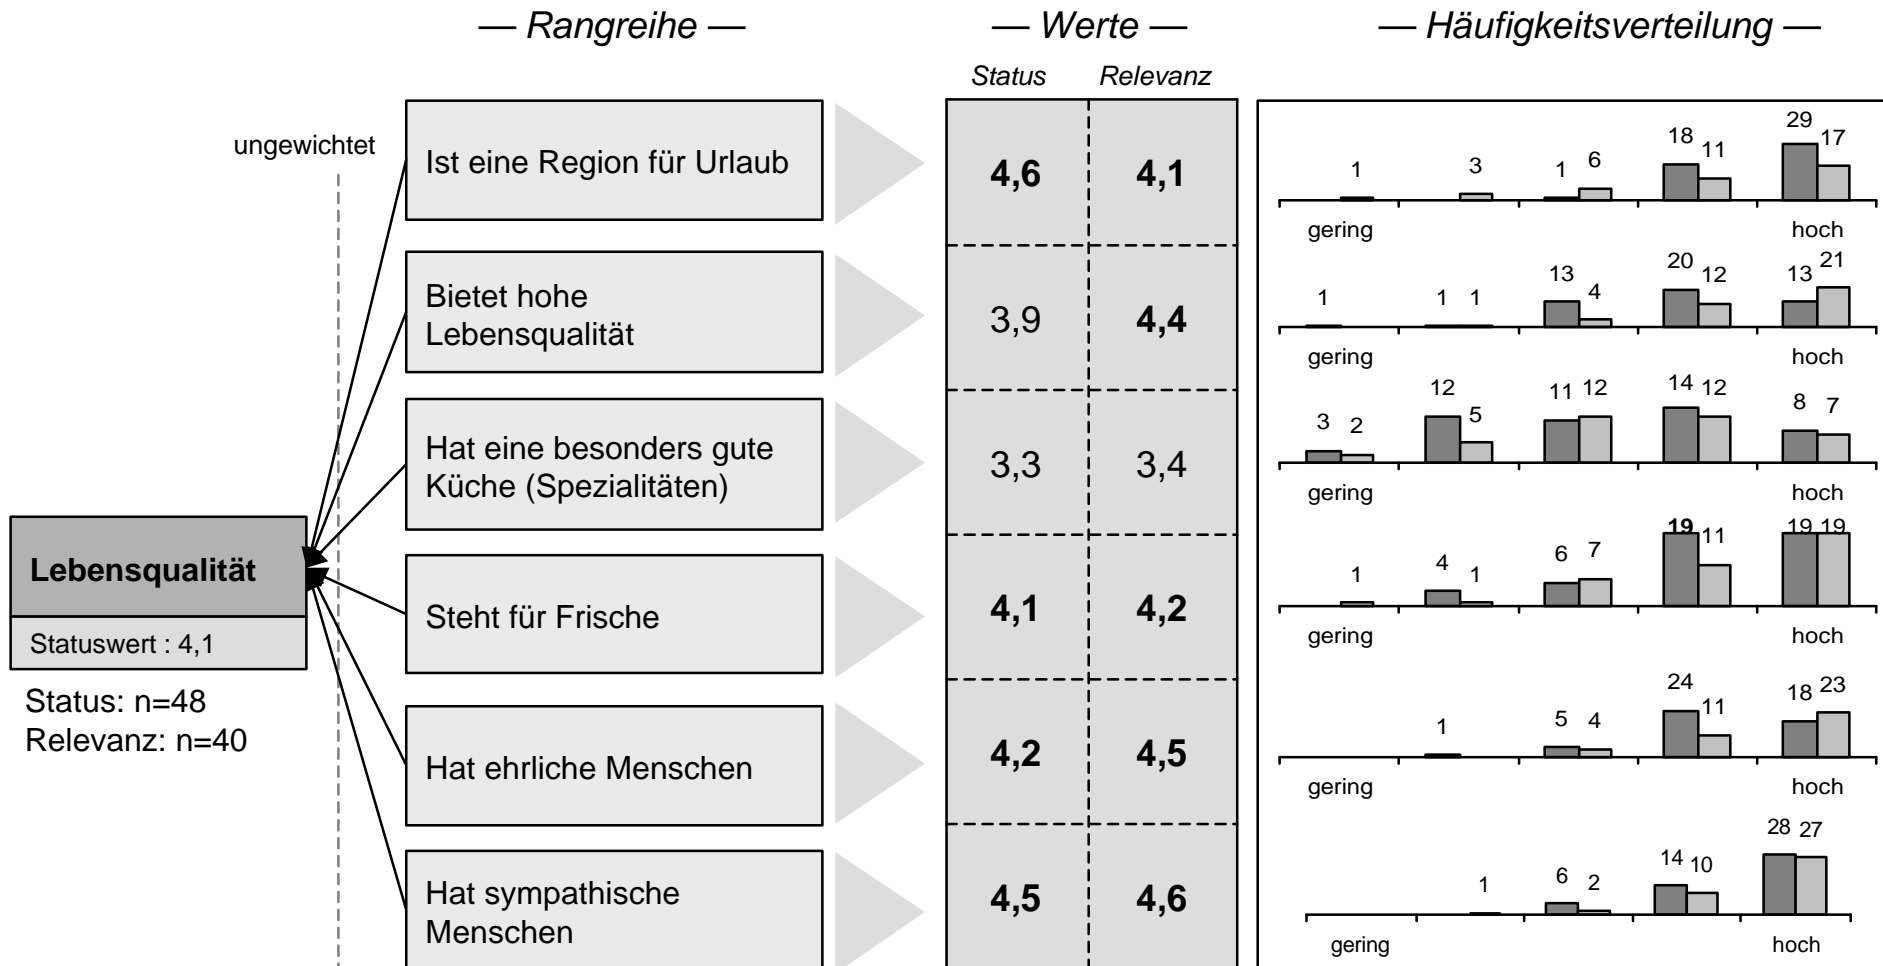 — Rangreihe —
— Werte —
— Häufigkeitsverteilung —
Status
Relevanz
ungewichtet
Ist eine Region für Urlaub
4,6
4,1
1
3
1
6
18
11
29
17
gering
hoch
Bietet hohe
Lebensqualität
3,9
4,4
1
1
1
13
4
20
12
13
21
gering
hoch
Hat eine besonders gute
Küche (Spezialitäten)
3,3
3,4
3
2
12
5
11
12
14
12
8
7
gering
hoch
Lebensqualität
Statuswert : 4,1
Status: n=48
Relevanz: n=40
Steht für Frische
4,1
4,2
1
4
1
6
7
19
11
19
19
gering
hoch
Hat ehrliche Menschen
4,2
4,5
1
5
4
24
11
18
23
gering
hoch
Hat sympathische
Menschen
4,5
4,6
1
6
2
14
10
28
27
gering
hoch